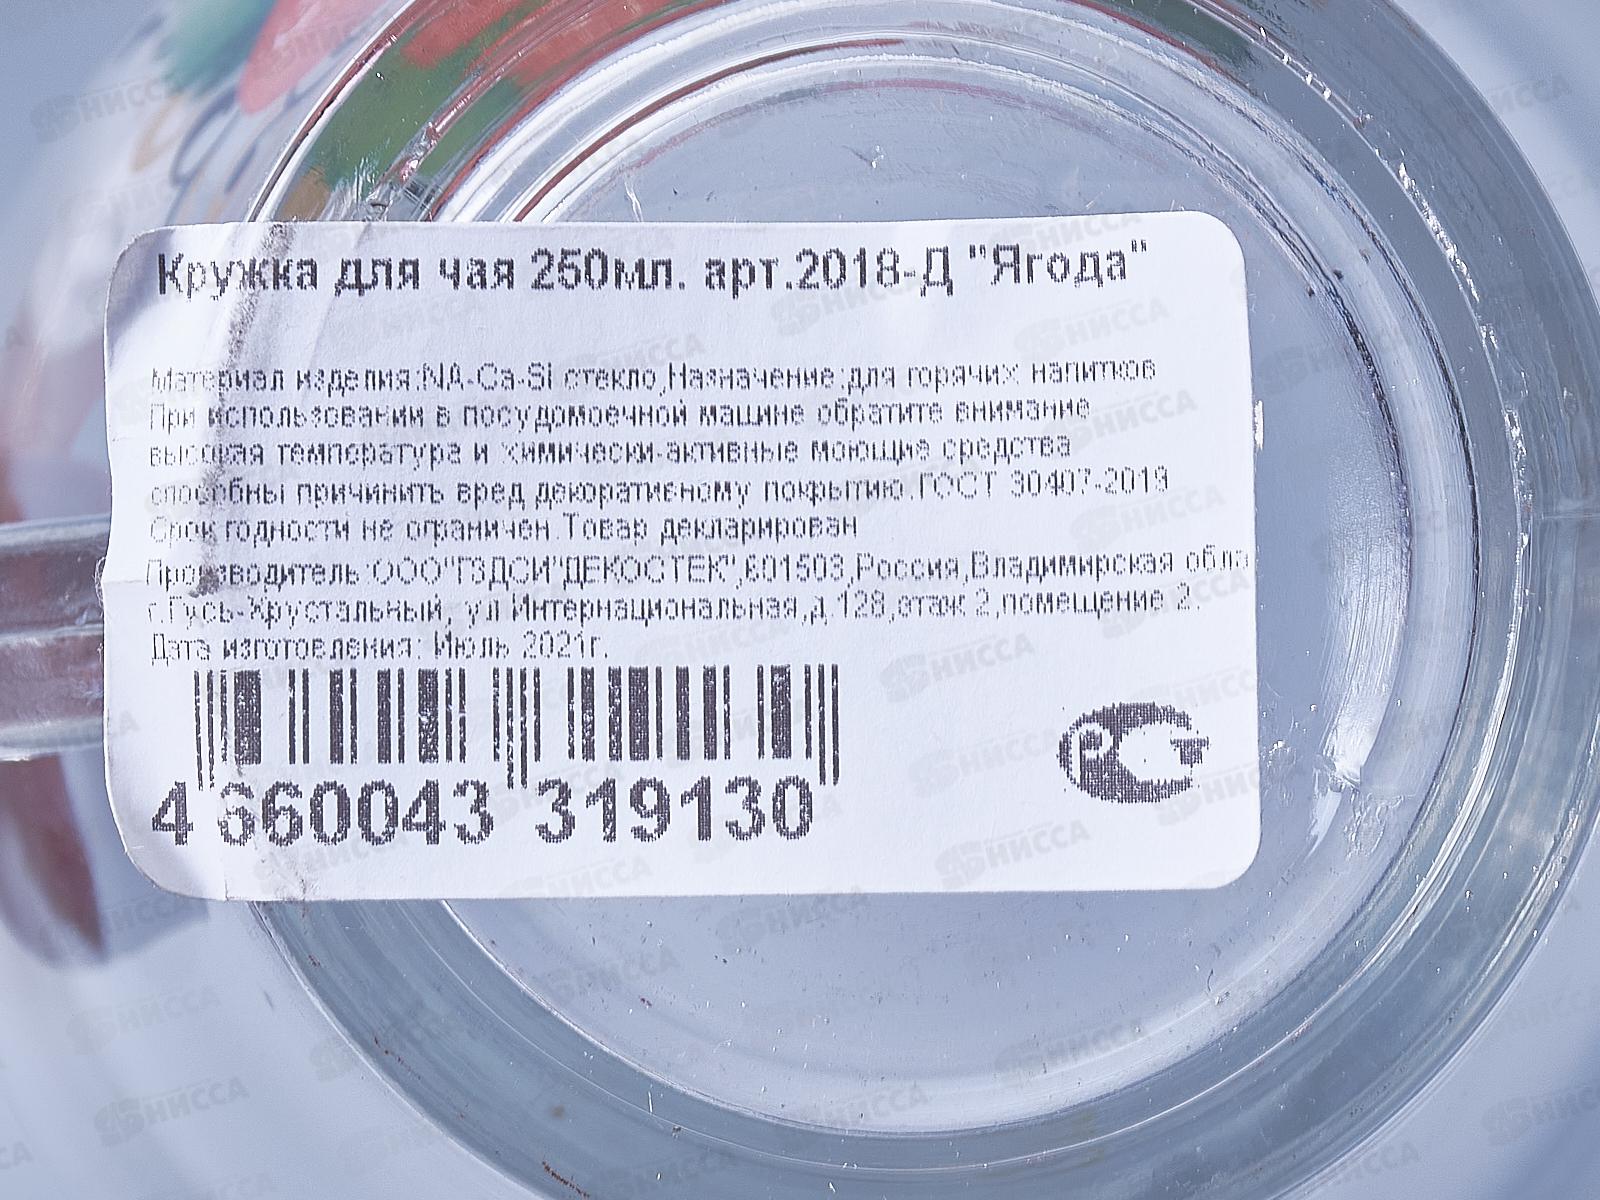 Кружка для чая 250мл. арт.2018-Д "Ягода"
Материал изделия:NA-Ca-Si стекло,Назначение:для горячих напитков
При использовании в посудомоечной машине обратите внимание
высокая температура и химически-активные моющие средства
способны причинить вред декоративному покрытию.ГОСТ 30407-2019
Срок годности не ограничен.Товар декларирован
Производитель:ООО"ГЗДСИ"ДЕКОСТЕК",601503,Россия,Владимирская обла
г.Гусь-Хрустальный, ул.Интернациональная,д.128,этаж 2,помещение 2.
Дата изготовления: Июль 2021г.
4 660043 319130
РСТ
НИССА